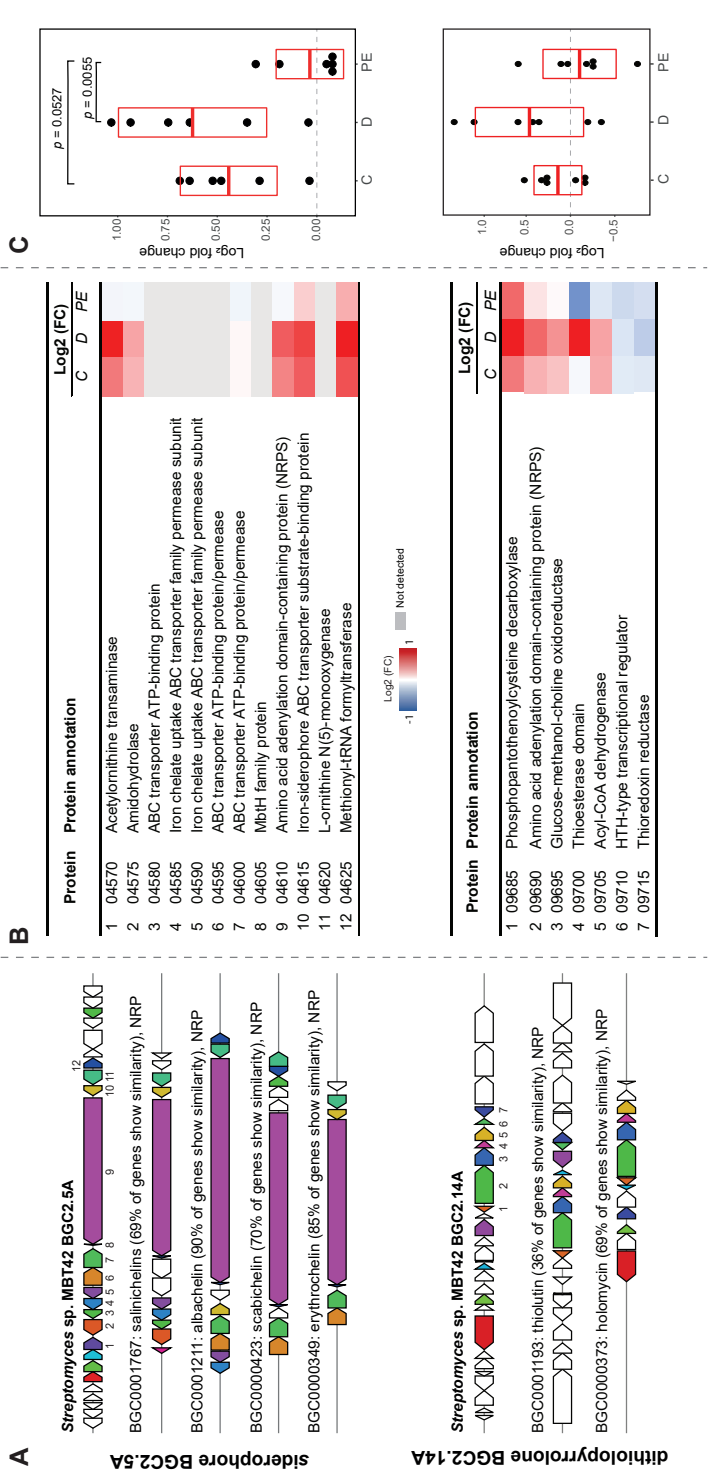 A
siderophore BGC2.5A
Streptomyces sp. MBT42 BGC2.5A
1 2 3 4 5 6 7 8 9 10 11 12
BGC0001767: salinichelins (69% of genes show similarity), NRP
BGC0001211: albachelin (90% of genes show similarity), NRP
BGC0000423: scabichelin (70% of genes show similarity), NRP
BGC0000349: erythrochelin (85% of genes show similarity), NRP
dithiolopyrrolone BGC2.14A
Streptomyces sp. MBT42 BGC2.14A
1 2 3 4 5 6 7
BGC0001193: thiolutin (36% of genes show similarity), NRP
BGC0000373: holomycin (69% of genes show similarity), NRP
B
Log2 (FC)
Protein Protein annotation C D PE
1 04570 Acetylornithine transaminase
2 04575 Amidohydrolase
3 04580 ABC transporter ATP-binding protein
4 04585 Iron chelate uptake ABC transporter family permease subunit
5 04590 Iron chelate uptake ABC transporter family permease subunit
6 04595 ABC transporter ATP-binding protein/permease
7 04600 ABC transporter ATP-binding protein/permease
8 04605 MbtH family protein
9 04610 Amino acid adenylation domain-containing protein (NRPS)
10 04615 Iron-siderophore ABC transporter substrate-binding protein
11 04620 L-ornithine N(5)-monooxygenase
12 04625 Methionyl-tRNA formyltransferase
Log2 (FC)
-1 1
Not detected
Log2 (FC)
Protein Protein annotation C D PE
1 09685 Phosphopantothenoylcysteine decarboxylase
2 09690 Amino acid adenylation domain-containing protein (NRPS)
3 09695 Glucose-methanol-choline oxidoreductase
4 09700 Thioesterase domain
5 09705 Acyl-CoA dehydrogenase
6 09710 HTH-type transcriptional regulator
7 09715 Thioredoxin reductase
C
p = 0.0527
p = 0.0055
Log₂ fold change
1.00
0.75
0.50
0.25
0.00
C D PE
Log₂ fold change
1.0
0.5
0.0
−0.5
C D PE